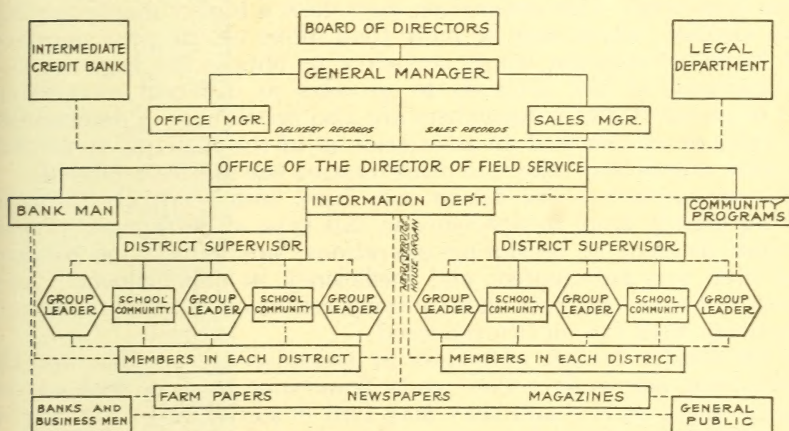 BOARD OF DIRECTORS
INTERMEDIATE
CREDIT BANK
LEGAL
DEPARTMENT
GENERAL MANAGER
OFFICE MGR.
DELIVERY RECORDS
SALES RECORDS
SALES MGR.
OFFICE OF THE DIRECTOR OF FIELD SERVICE
BANK MAN
INFORMATION DEP'T.
COMMUNITY
PROGRAMS
DISTRICT SUPERVISOR
HOUSE ORGAN
DISTRICT SUPERVISOR
GROUP
LEADER
SCHOOL
COMMUNITY
GROUP
LEADER
SCHOOL
COMMUNITY
GROUP
LEADER
GROUP
LEADER
SCHOOL
COMMUNITY
GROUP
LEADER
SCHOOL
COMMUNITY
GROUP
LEADER
MEMBERS IN EACH DISTRICT
MEMBERS IN EACH DISTRICT
FARM PAPERS NEWSPAPERS MAGAZINES
BANKS AND
BUSINESS MEN
GENERAL
PUBLIC